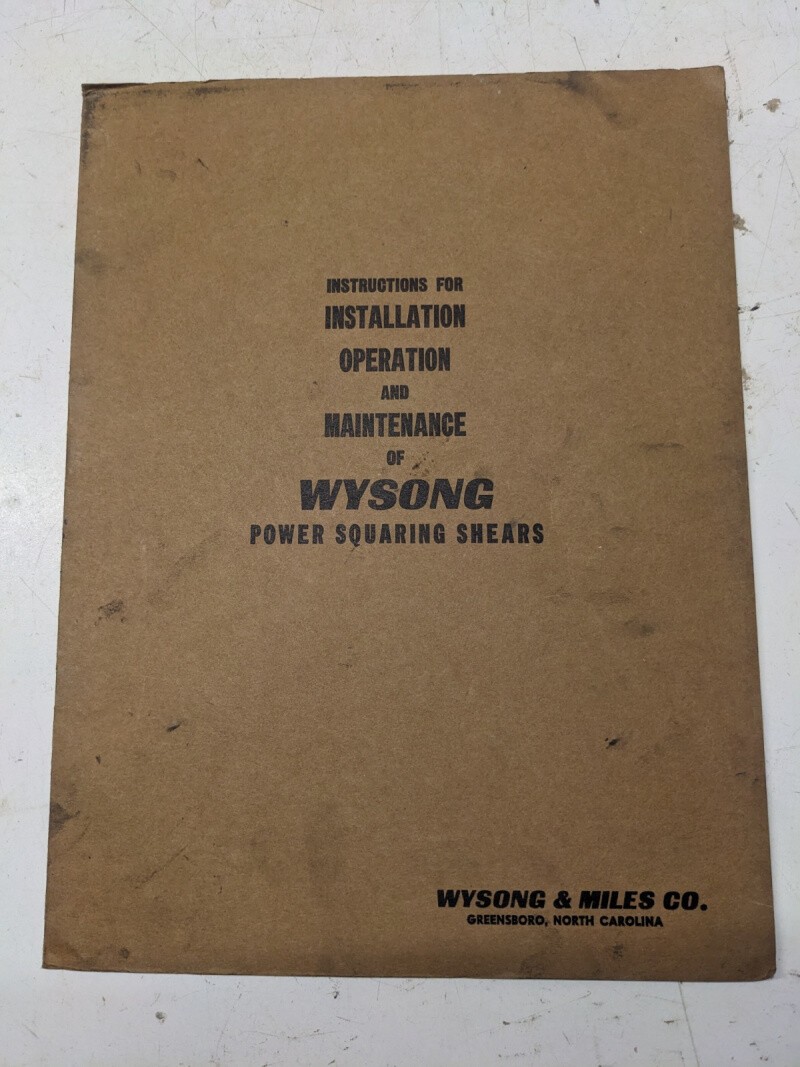 INSTRUCTIONS FOR
INSTALLATION
OPERATION
AND
MAINTENANCE
OF
WYSONG
POWER SQUARING SHEARS
WYSONG & MILES CO.
GREENSBORO, NORTH CAROLINA